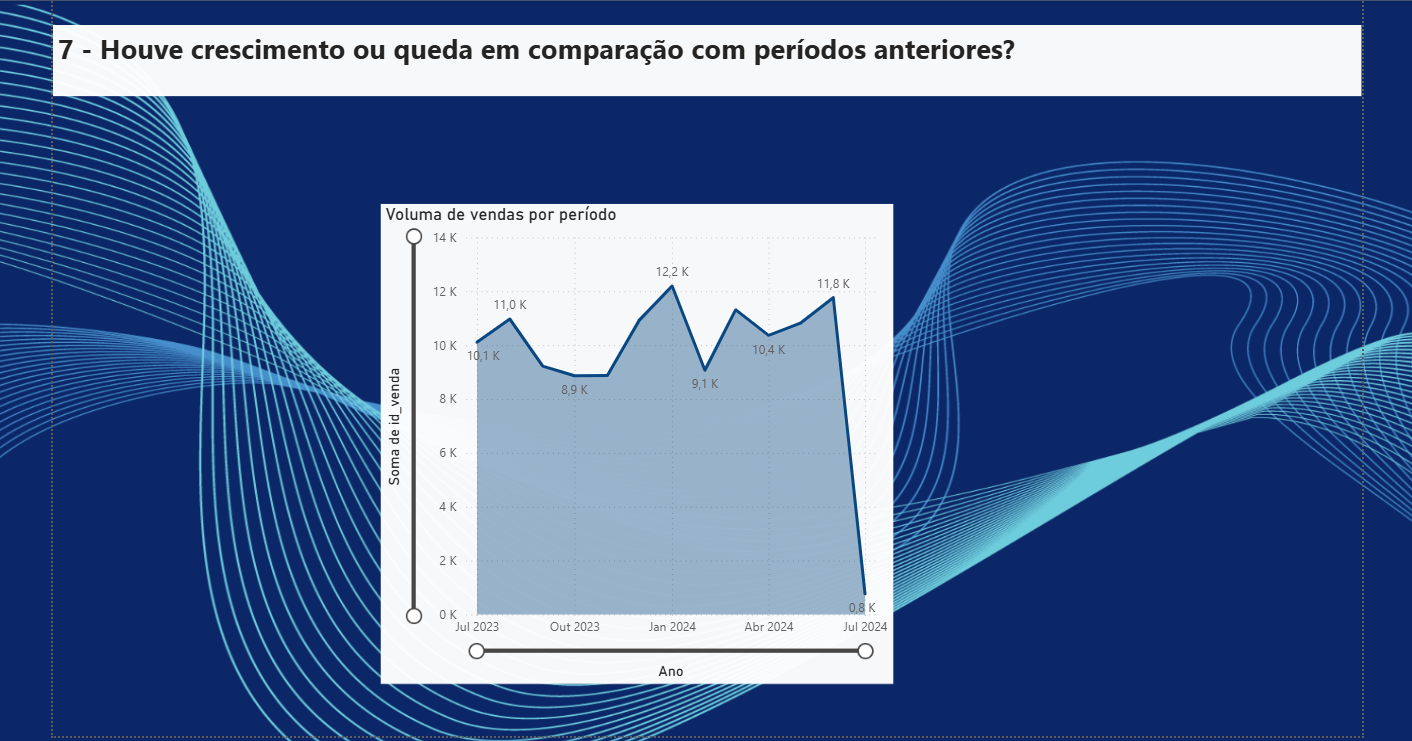 7 - Houve crescimento ou queda em comparação com períodos anteriores?
Voluma de vendas por período
14 K
12 K
10 K
8 K
6 K
4 K
2 K
0 K
Soma de id_venda
10,1 K
11,0 K
8,9 K
12,2 K
9,1 K
10,4 K
11,8 K
0,8 K
Jul 2023
Out 2023
Jan 2024
Abr 2024
Jul 2024
Ano